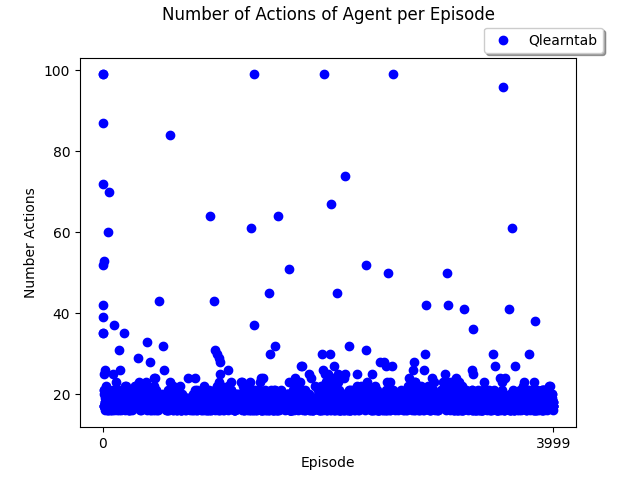 Number of Actions of Agent per Episode
Qlearntab
100
80
60
40
20
Number Actions
0
3999
Episode